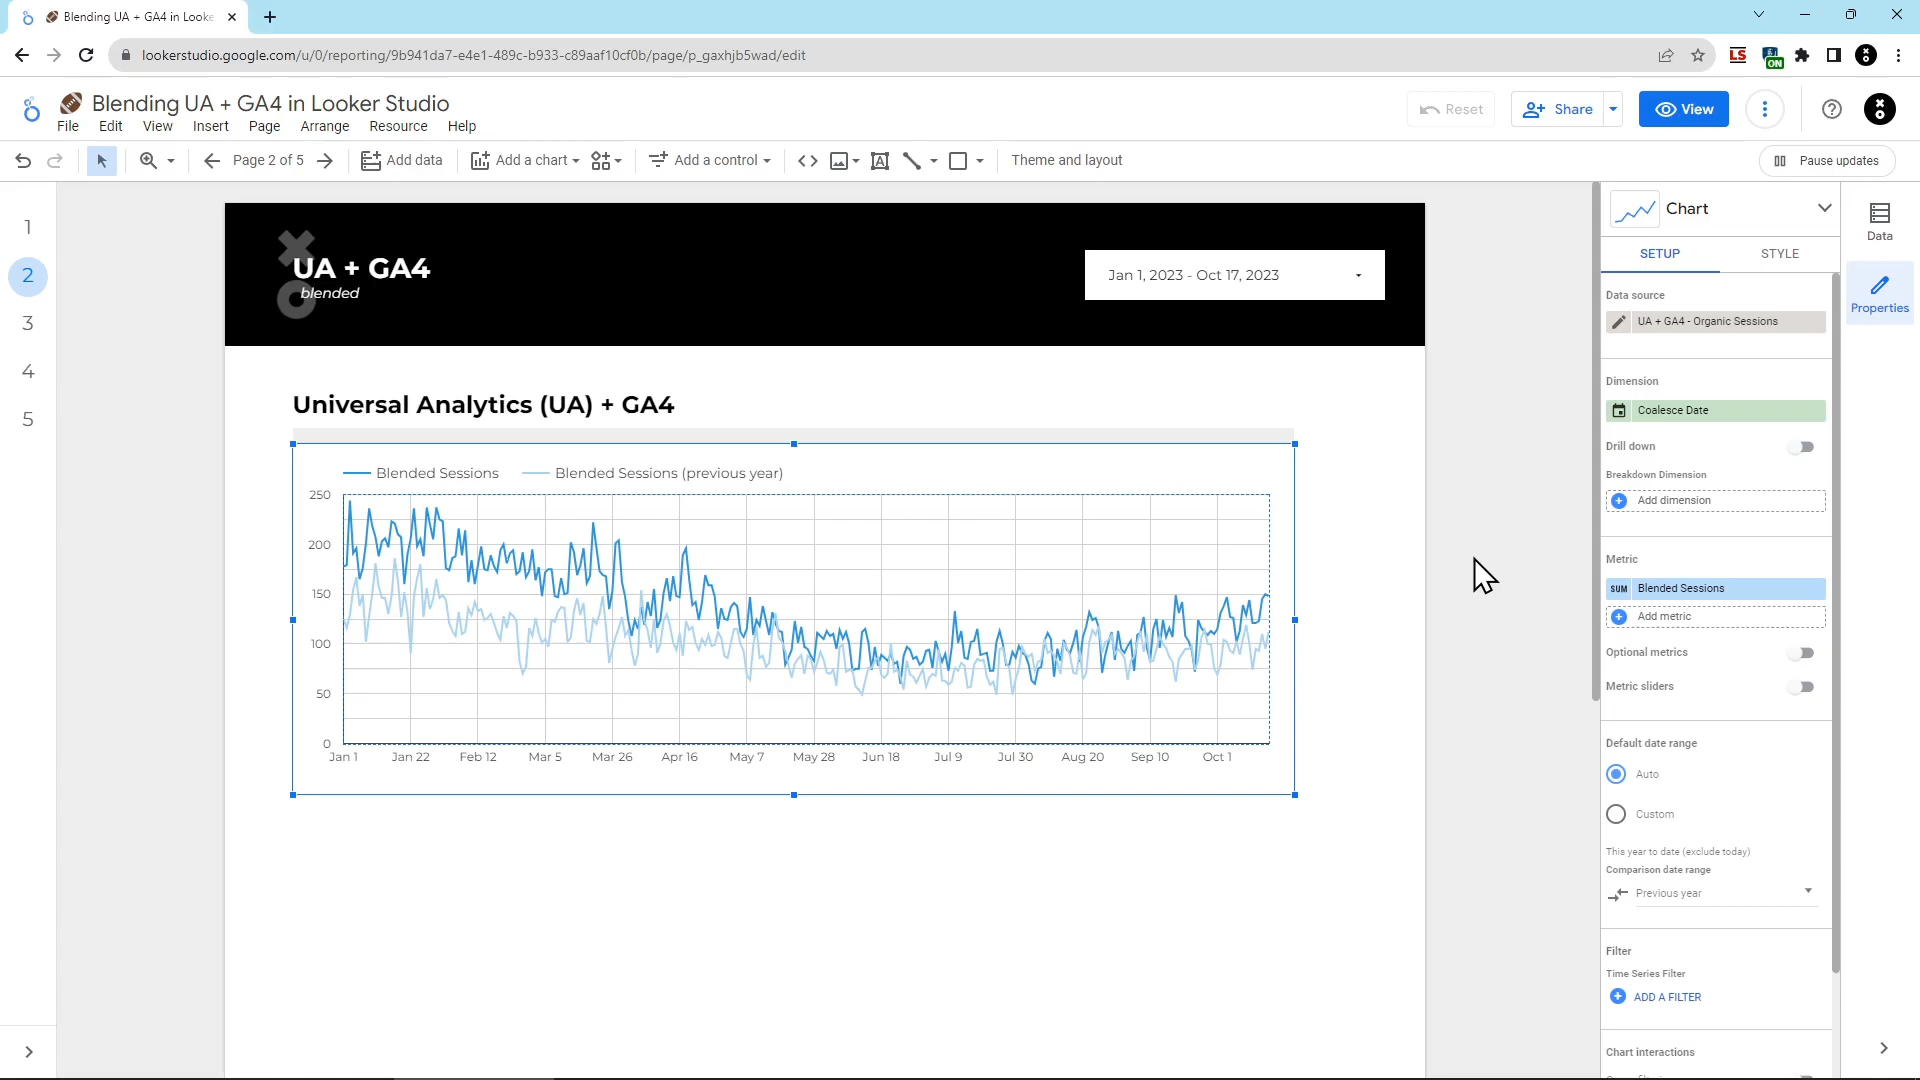 Blending UA + GA4 in Looke
lookerstudio.google.com/u/0/reporting/9b941da7-e4e1-489c-b933-c89aaf10cf0b/page/p_gaxhjb5wad/edit
LS
ON
Blending UA + GA4 in Looker Studio
File Edit View Insert Page Arrange Resource Help
Reset
Share
View
Page 2 of 5
Add data
Add a chart
Add a control
Theme and layout
Pause updates
1
2
3
4
5
UA + GA4
blended
Jan 1, 2023 - Oct 17, 2023
Universal Analytics (UA) + GA4
Blended Sessions
Blended Sessions (previous year)
250
200
150
100
50
0
Jan 1 Jan 22 Feb 12 Mar 5 Mar 26 Apr 16 May 7 May 28 Jun 18 Jul 9 Jul 30 Aug 20 Sep 10 Oct 1
Chart
SETUP
STYLE
Data source
UA + GA4 - Organic Sessions
Dimension
Coalesce Date
Drill down
Breakdown Dimension
Add dimension
Metric
SUM Blended Sessions
Add metric
Optional metrics
Metric sliders
Default date range
Auto
Custom
This year to date (exclude today)
Comparison date range
Previous year
Filter
Time Series Filter
ADD A FILTER
Chart interactions
Data
Properties